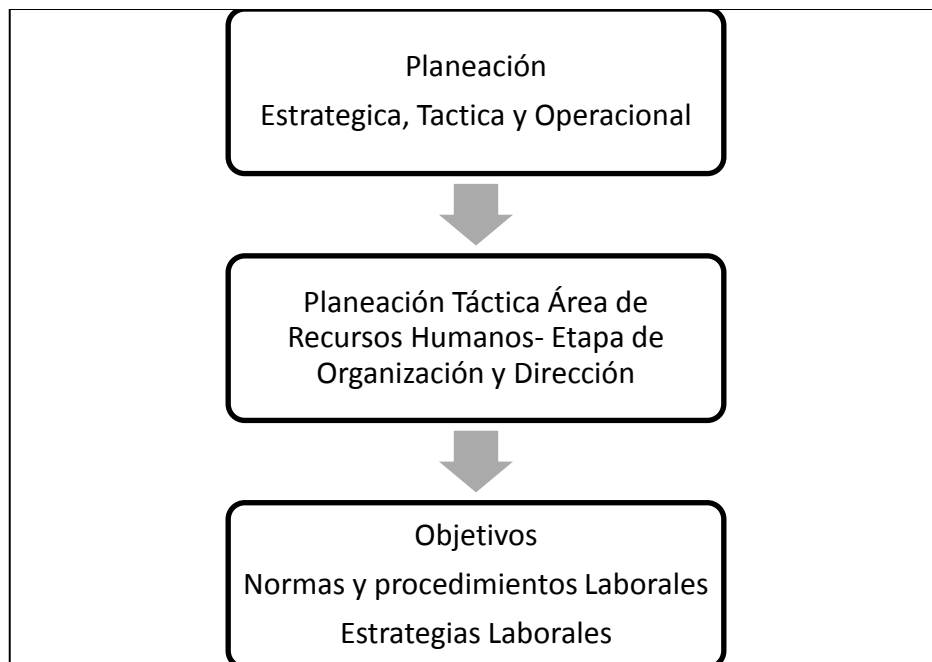 Planeación
Estrategica, Tactica y Operacional
Planeación Táctica Área de
Recursos Humanos- Etapa de
Organización y Dirección
Objetivos
Normas y procedimientos Laborales
Estrategias Laborales